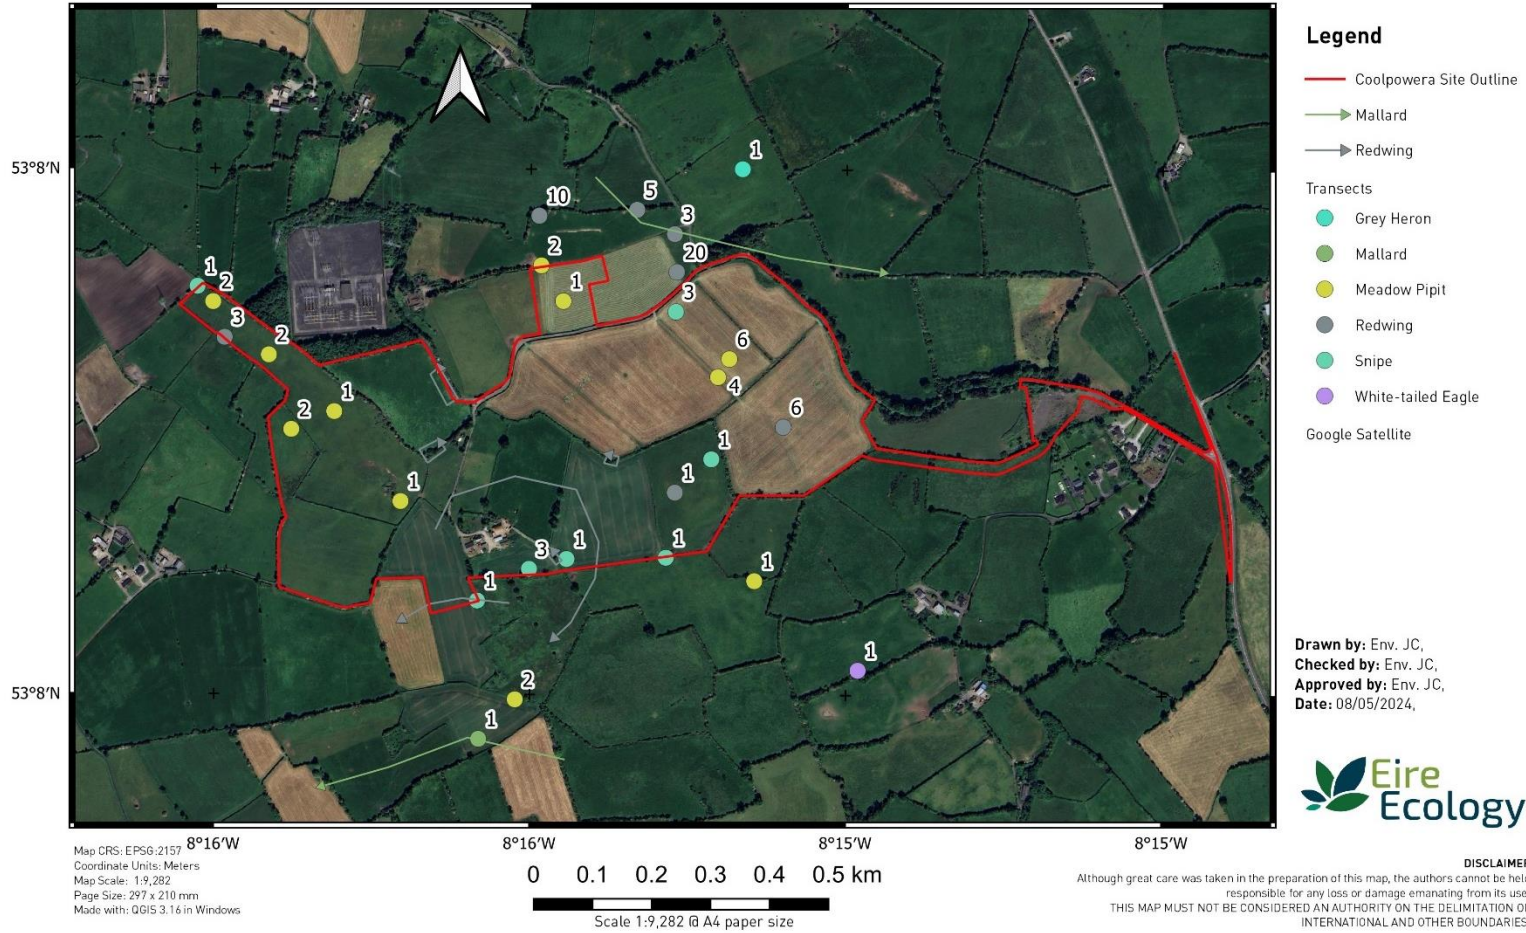 Legend
Coolpowera Site Outline
Mallard
Redwing
Transects
Grey Heron
Mallard
Meadow Pipit
Redwing
Snipe
White-tailed Eagle
Google Satellite
53°8'N
53°8'N
1
10
5
3
2
20
1
3
1
2
3
2
6
4
1
2
6
1
1
1
3
1
1
1
1
1
2
1
8°16'W
8°16'W
8°15'W
8°15'W
Drawn by: Env. JC,
Checked by: Env. JC,
Approved by: Env. JC,
Date: 08/05/2024,
Eire
Ecology
Map CRS: EPSG:2157
Coordinate Units: Meters
Map Scale: 1:9,282
Page Size: 297 x 210 mm
Made with: QGIS 3.16 in Windows
0 0.1 0.2 0.3 0.4 0.5 km
Scale 1:9,282 @ A4 paper size
DISCLAIMER
Although great care was taken in the preparation of this map, the authors cannot be held
responsible for any loss or damage emanating from its use
THIS MAP MUST NOT BE CONSIDERED AN AUTHORITY ON THE DELIMITATION OF
INTERNATIONAL AND OTHER BOUNDARIES